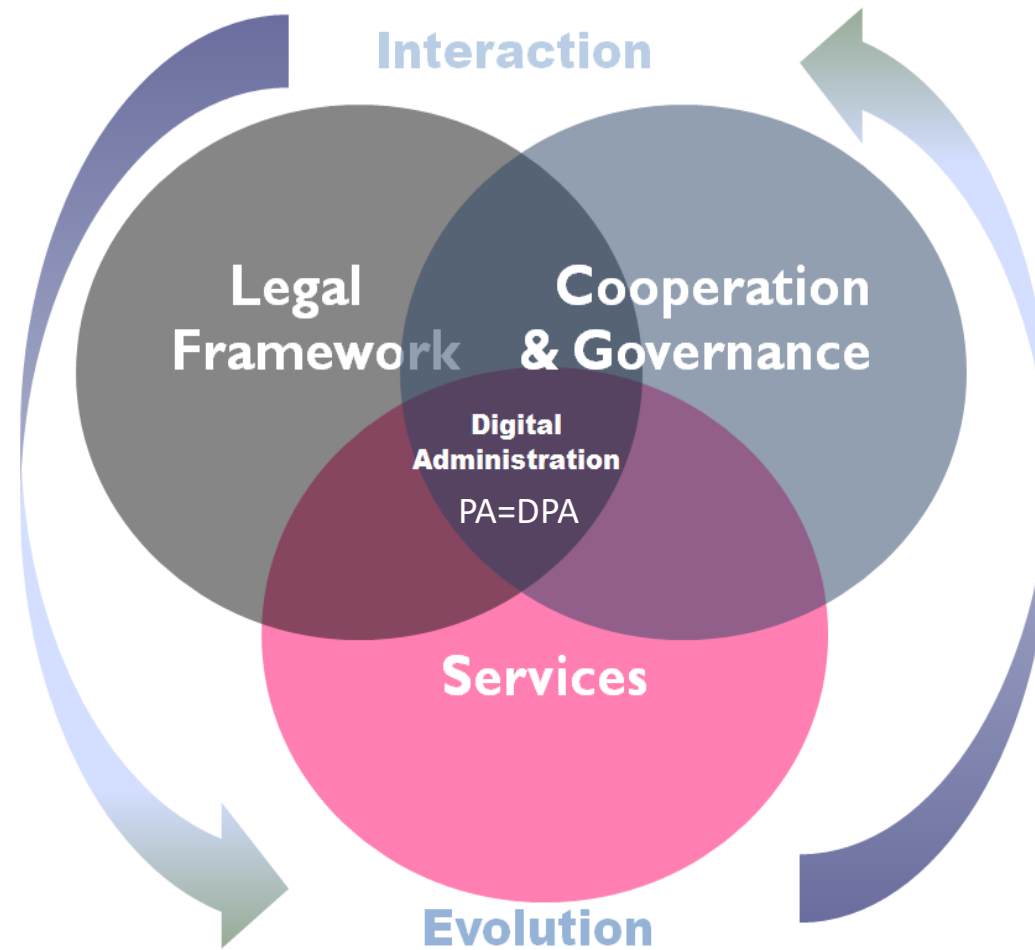 Interaction
Legal
Framework
Cooperation
& Governance
Digital
Administration
PA=DPA
Services
Evolution